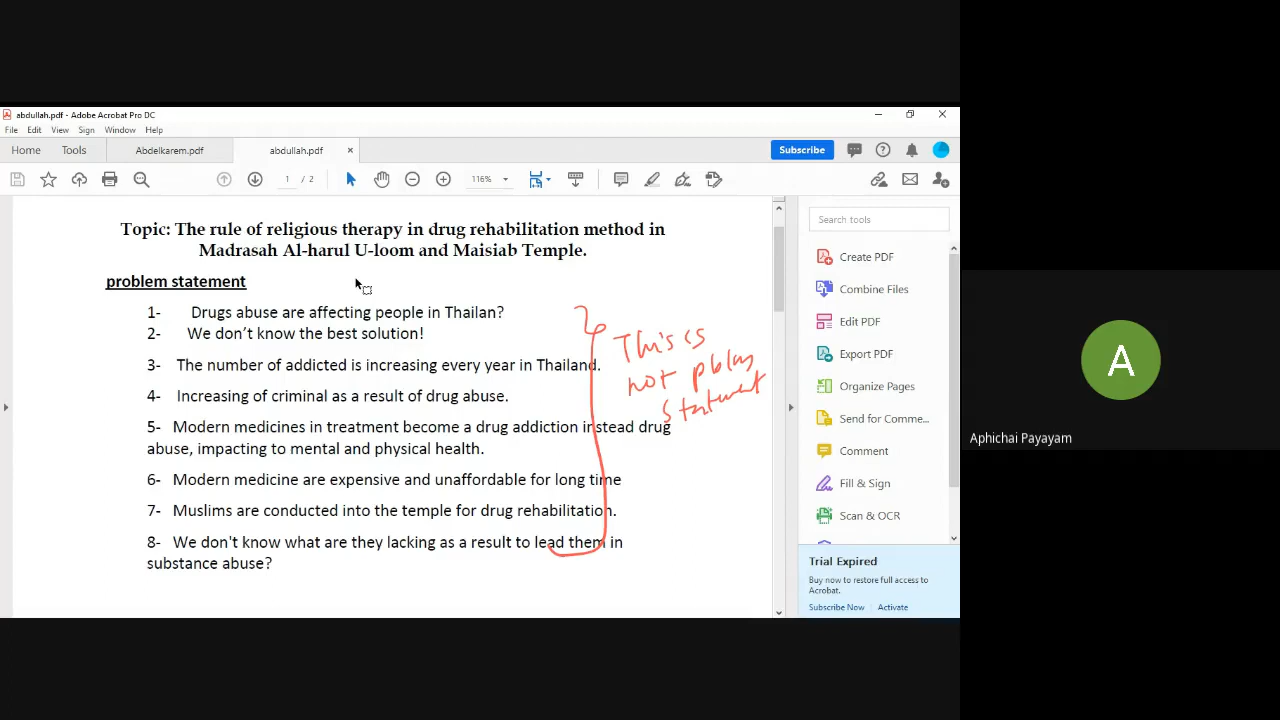 abdullah.pdf - Adobe Acrobat Pro DC
File Edit View Sign Window Help
Home Tools Abdelkarem.pdf abdullah.pdf × Subscribe
1 / 2 116%
Topic: The rule of religious therapy in drug rehabilitation method in
Madrasah Al-harul U-loom and Maisiab Temple.
problem statement
1- Drugs abuse are affecting people in Thailan?
2- We don’t know the best solution!
3- The number of addicted is increasing every year in Thailand.
4- Increasing of criminal as a result of drug abuse.
5- Modern medicines in treatment become a drug addiction instead drug
abuse, impacting to mental and physical health.
6- Modern medicine are expensive and unaffordable for long time
7- Muslims are conducted into the temple for drug rehabilitation.
8- We don't know what are they lacking as a result to lead them in
substance abuse?
This is
not
statement
Search tools
Create PDF
Combine Files
Edit PDF
Export PDF
Organize Pages
Send for Comme...
Comment
Fill & Sign
Scan & OCR
Trial Expired
Buy now to restore full access to
Acrobat.
Subscribe Now Activate
A
Aphichai Payayam